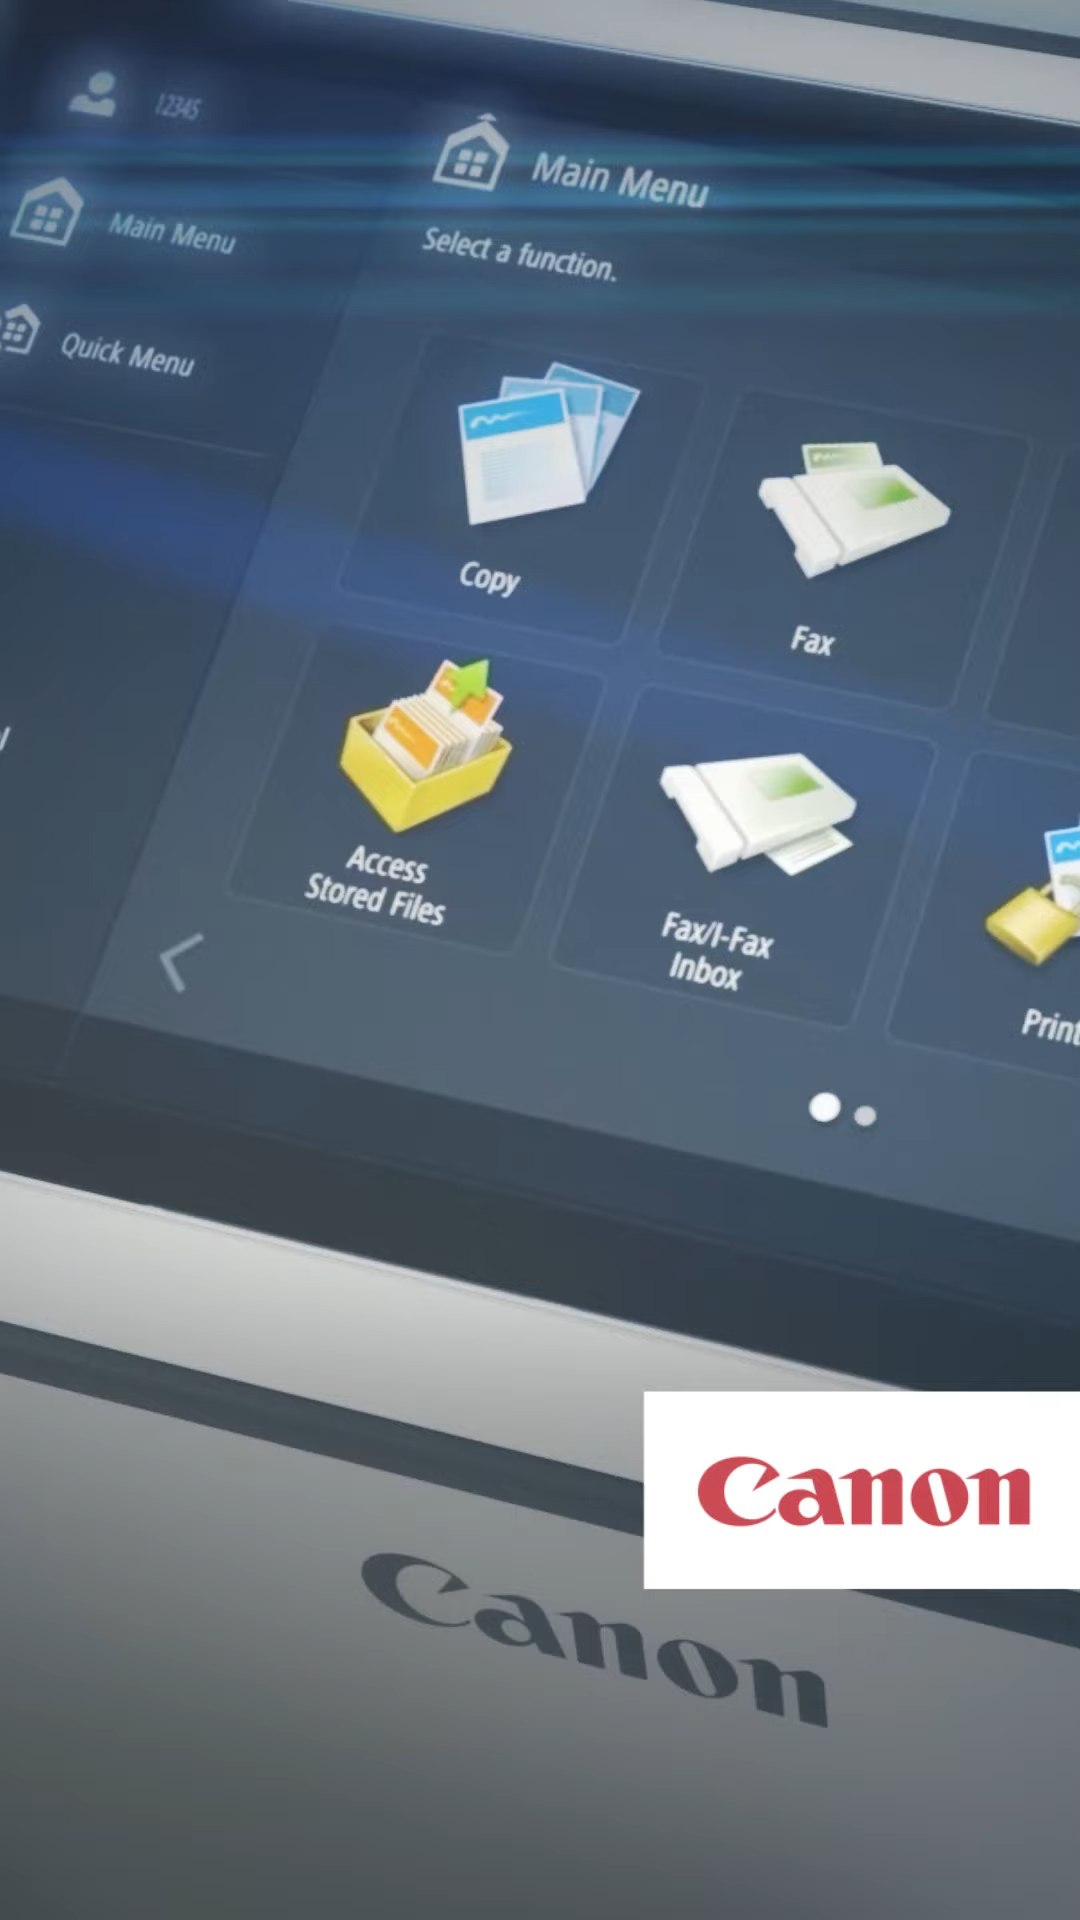 12345
Main Menu
Quick Menu
Main Menu
Select a function.
Copy
Fax
Access
Stored Files
Fax/I-Fax
Inbox
Print
Canon
Canon